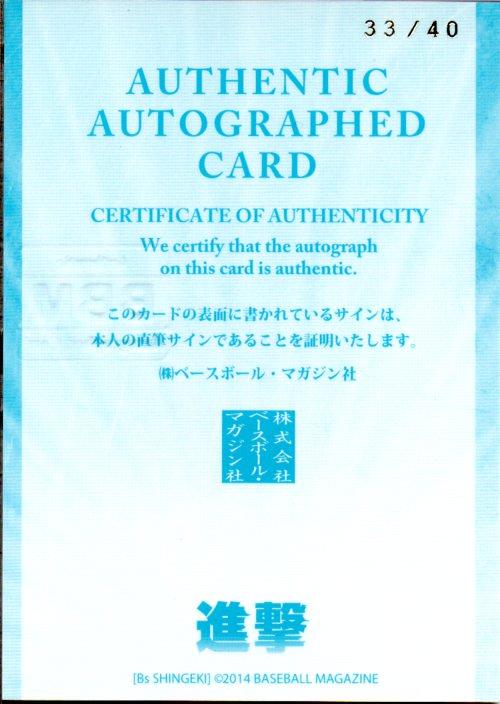 33/40
AUTHENTIC
AUTOGRAPHED
CARD
CERTIFICATE OF AUTHENTICITY
We certify that the autograph
on this card is authentic.
このカードの表面に書かれているサインは、
本人の直筆サインであることを証明いたします。
㈱ベースボール・マガジン社
株式会社
ベースボール・
マガジン社
進撃
[Bs SHINGEKI] ©2014 BASEBALL MAGAZINE